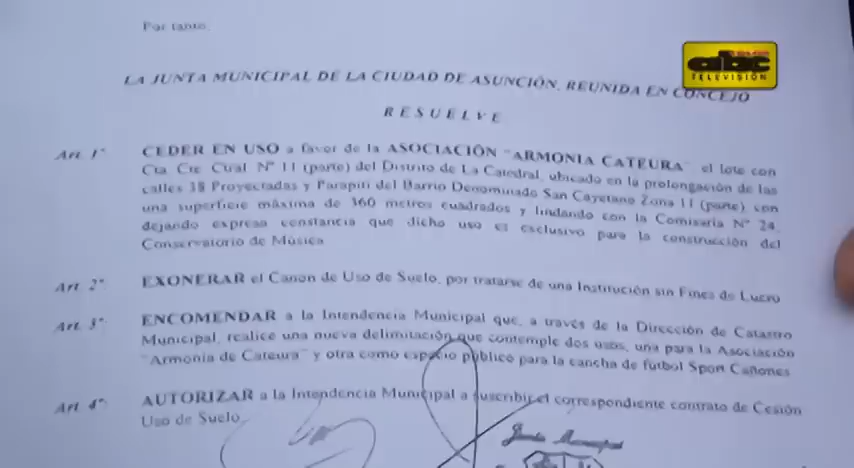 Por tanto,
abc
TELEVISIÓN
LA JUNTA MUNICIPAL DE LA CIUDAD DE ASUNCIÓN, REUNIDA EN CONCEJO
RESUELVE
Art. 1°: CEDER EN USO a favor de la ASOCIACIÓN "ARMONIA CATEURA" el lote con
Cta. Cte. Ctral. N° 11 (parte) del Distrito de La Catedral, ubicado en la prolongación de las
calles 38 Proyectadas y Parapití del Barrio Denominado San Cayetano Zona 11 (parte) con
una superficie máxima de 360 metros cuadrados y lindando con la Comisaría N° 24,
dejando expresa constancia que dicho uso es exclusivo para la construcción del
Conservatorio de Música
Art. 2°: EXONERAR el Canon de Uso de Suelo, por tratarse de una Institución sin Fines de Lucro
Art. 3°: ENCOMENDAR a la Intendencia Municipal que, a través de la Dirección de Catastro
Municipal, realice una nueva delimitación que contemple dos usos, una para la Asociación
"Armonía de Cateura" y otra como espacio público para la cancha de fútbol Sport Cañones
Art. 4°: AUTORIZAR a la Intendencia Municipal a suscribir el correspondiente contrato de Cesión
Uso de Suelo.
Junta Municipal